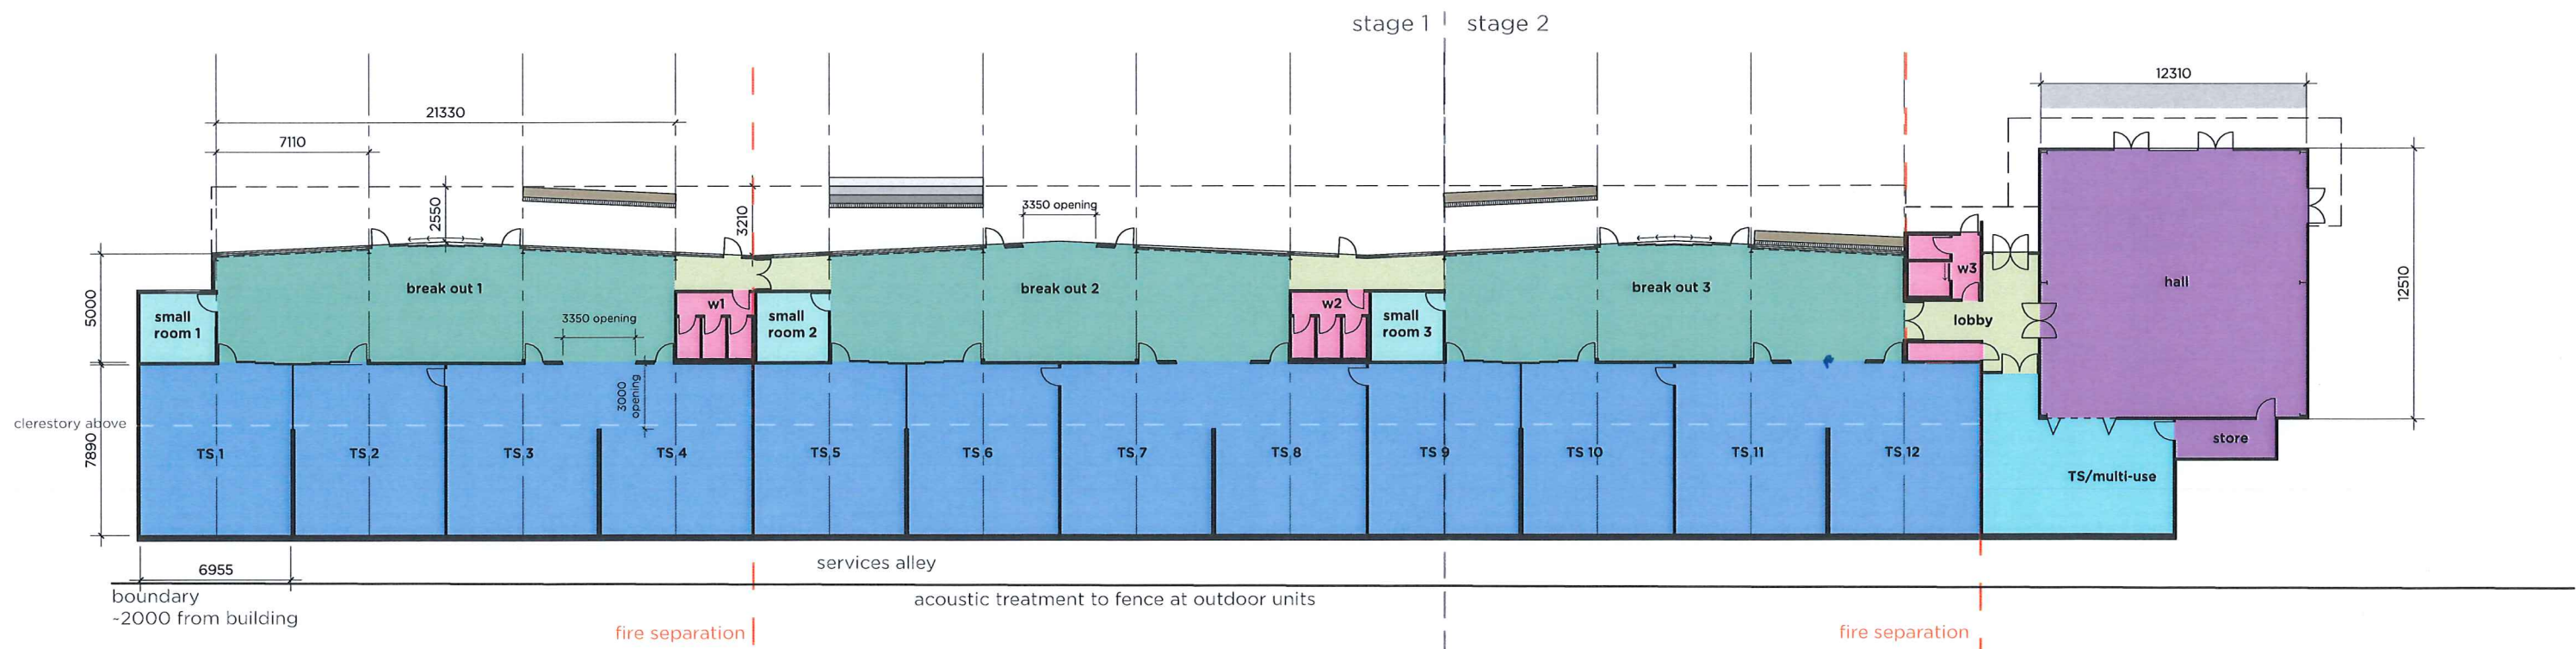 stage 1
stage 2
12310
21330
7110
2550
3210
3350 opening
5000
break out 1
break out 2
break out 3
w3
hall
12510
small
room 1
3350 opening
w1
small
room 2
w2
small
room 3
lobby
3000
opening
clerestory above
7890
TS 1
TS 2
TS 3
TS 4
TS 5
TS 6
TS 7
TS 8
TS 9
TS 10
TS 11
TS 12
store
TS/multi-use
6955
services alley
boundary
~2000 from building
acoustic treatment to fence at outdoor units
fire separation
fire separation